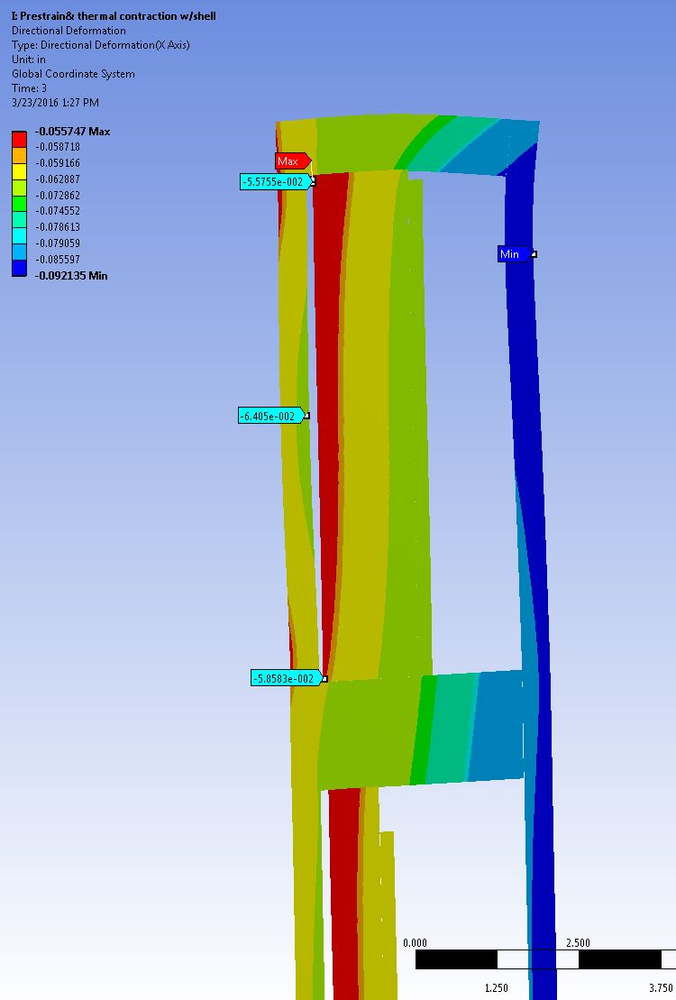 I: Prestrain& thermal contraction w/shell
Directional Deformation
Type: Directional Deformation(X Axis)
Unit: in
Global Coordinate System
Time: 3
3/23/2016 1:27 PM
-0.055747 Max
-0.058718
-0.059166
-0.062887
-0.072862
-0.074552
-0.078613
-0.079059
-0.085597
-0.092135 Min
Max
-5.5755e-002
Min
-6.405e-002
-5.8583e-002
0.000 2.500
1.250 3.750